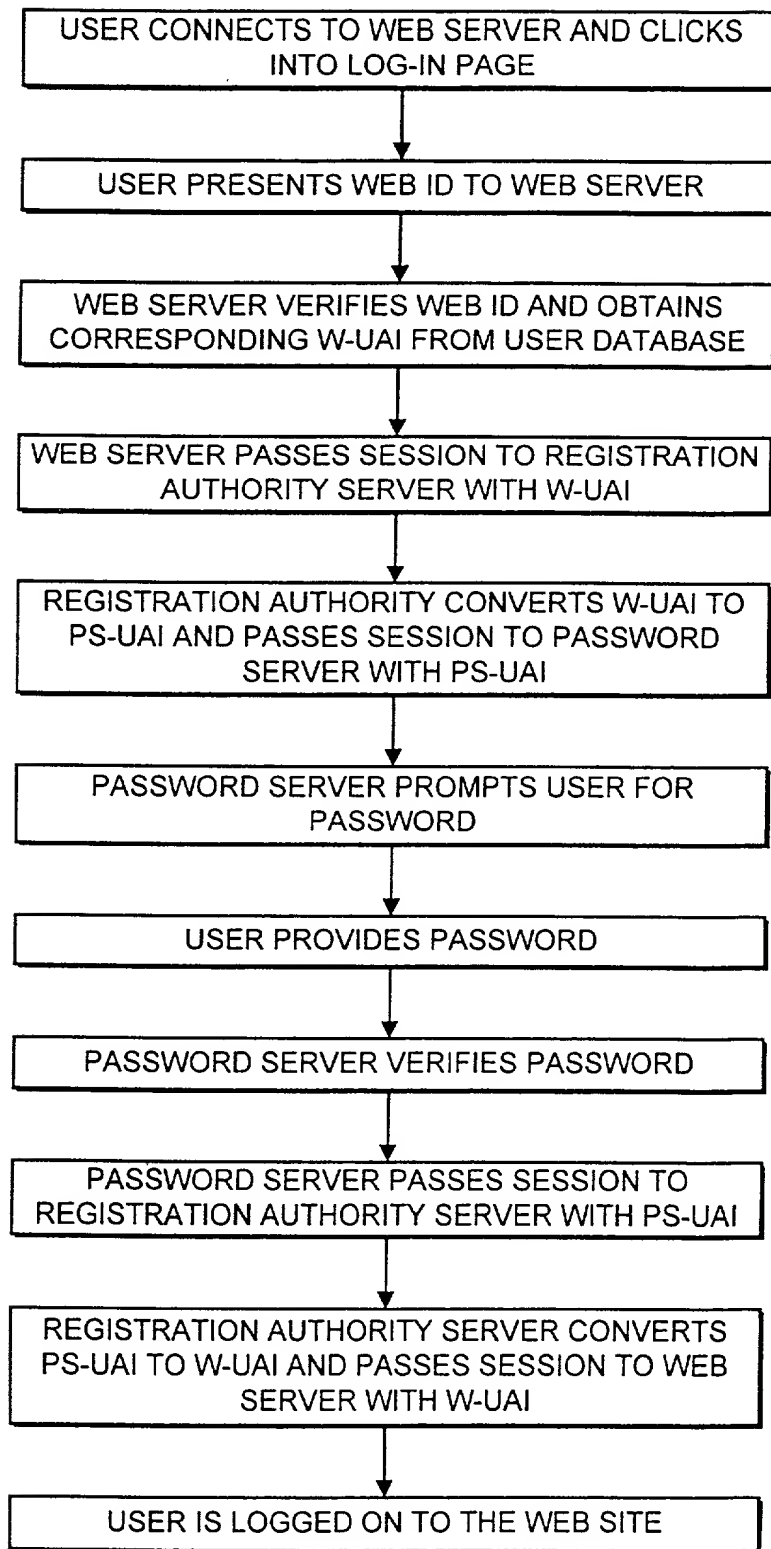 USER CONNECTS TO WEB SERVER AND CLICKS
INTO LOG-IN PAGE
USER PRESENTS WEB ID TO WEB SERVER
WEB SERVER VERIFIES WEB ID AND OBTAINS
CORRESPONDING W-UAI FROM USER DATABASE
WEB SERVER PASSES SESSION TO REGISTRATION
AUTHORITY SERVER WITH W-UAI
REGISTRATION AUTHORITY CONVERTS W-UAI TO
PS-UAI AND PASSES SESSION TO PASSWORD
SERVER WITH PS-UAI
PASSWORD SERVER PROMPTS USER FOR
PASSWORD
USER PROVIDES PASSWORD
PASSWORD SERVER VERIFIES PASSWORD
PASSWORD SERVER PASSES SESSION TO
REGISTRATION AUTHORITY SERVER WITH PS-UAI
REGISTRATION AUTHORITY SERVER CONVERTS
PS-UAI TO W-UAI AND PASSES SESSION TO WEB
SERVER WITH W-UAI
USER IS LOGGED ON TO THE WEB SITE